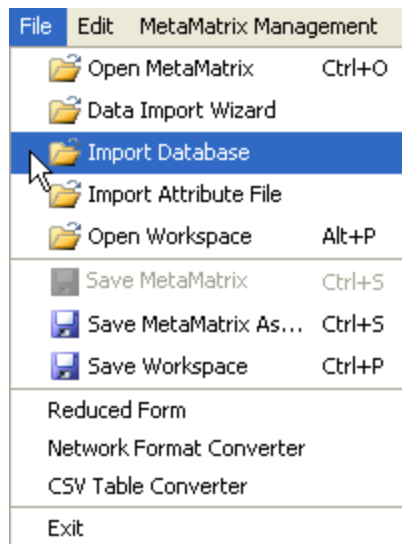 File Edit MetaMatrix Management
Open MetaMatrix Ctrl+O
Data Import Wizard
Import Database
Import Attribute File
Open Workspace Alt+P
Save MetaMatrix Ctrl+S
Save MetaMatrix As... Ctrl+S
Save Workspace Ctrl+P
Reduced Form
Network Format Converter
CSV Table Converter
Exit